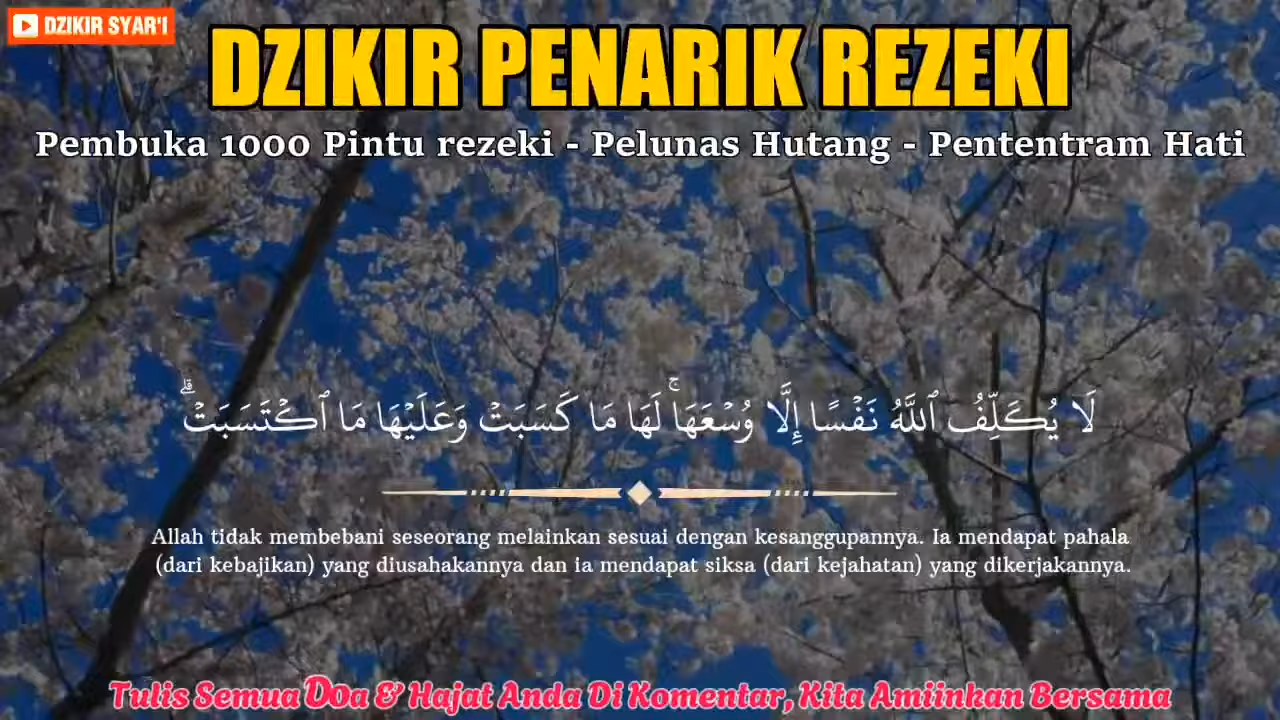 DZIKIR SYAR'I
DZIKIR PENARIK REZEKI
Pembuka 1000 Pintu rezeki - Pelunas Hutang - Pententram Hati
لَا يُكَلِّفُ ٱللَّهُ نَفْسًا إِلَّا وُسْعَهَا ۚ لَهَا مَا كَسَبَتْ وَعَلَيْهَا مَا ٱكْتَسَبَتْ ۗ
Allah tidak membebani seseorang melainkan sesuai dengan kesanggupannya. Ia mendapat pahala
(dari kebajikan) yang diusahakannya dan ia mendapat siksa (dari kejahatan) yang dikerjakannya.
Tulis Semua Doa & Hajat Anda Di Komentar, Kita Amiinkan Bersama